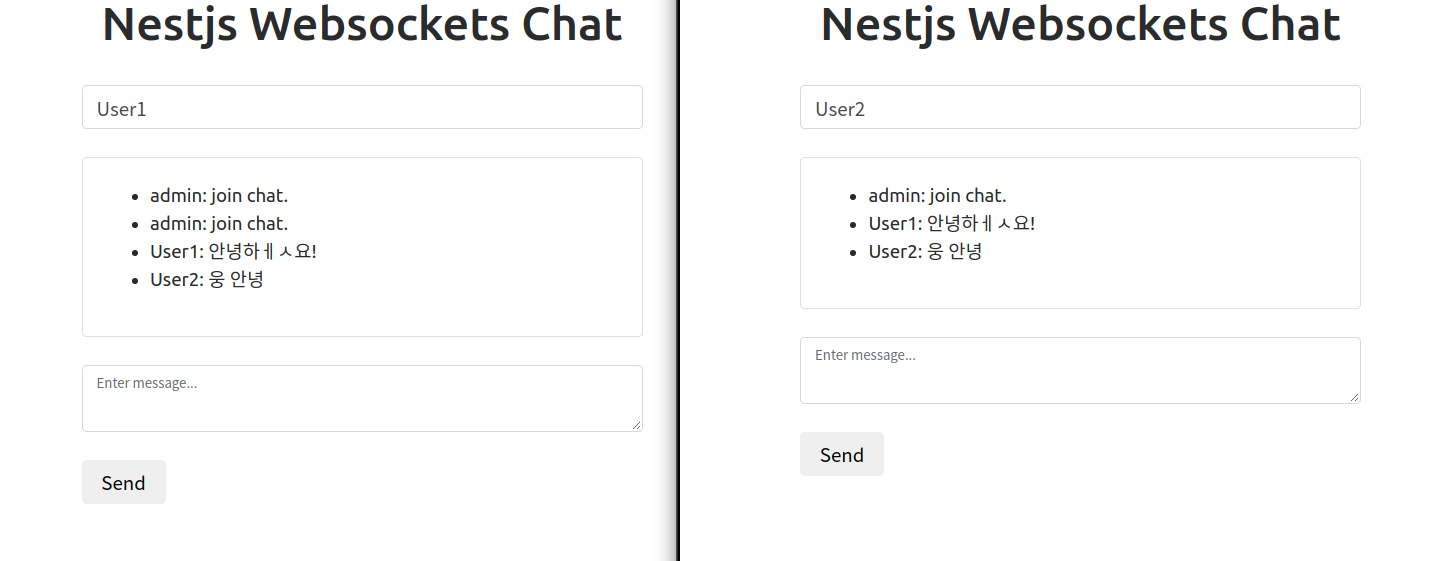 Nestjs Websockets Chat
User1
admin: join chat.
admin: join chat.
User1: 안녕하ㅔㅅ요!
User2: 웅 안녕
Enter message...
Send
Nestjs Websockets Chat
User2
admin: join chat.
User1: 안녕하ㅔㅅ요!
User2: 웅 안녕
Enter message...
Send